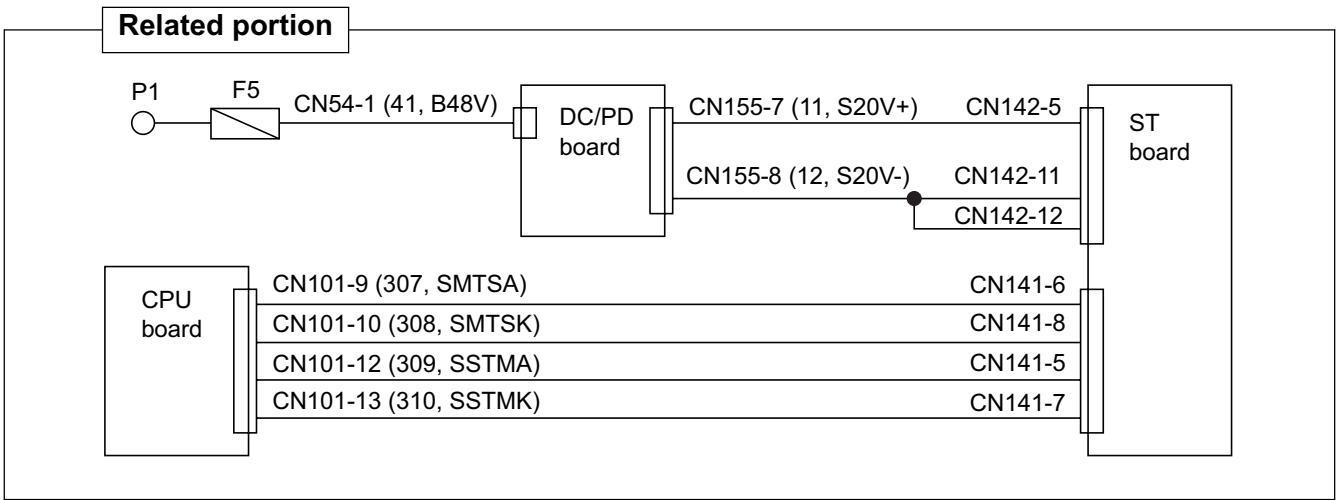 Related portion
P1
F5
CN54-1 (41, B48V)
DC/PD
board
CN155-7 (11, S20V+)
CN142-5
ST
board
CN155-8 (12, S20V-)
CN142-11
CN142-12
CPU
board
CN101-9 (307, SMTSA)
CN141-6
CN101-10 (308, SMTSK)
CN141-8
CN101-12 (309, SSTMA)
CN141-5
CN101-13 (310, SSTMK)
CN141-7